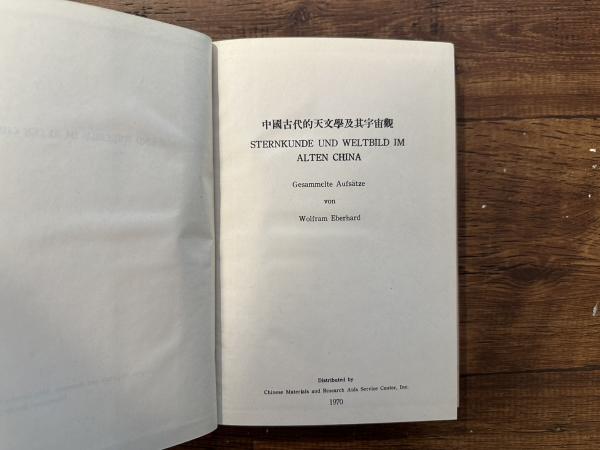 中國古代的天文學及其宇宙觀
STERNKUNDE UND WELTBILD IM
ALTEN CHINA
Gesammelte Aufsätze
von
Wolfram Eberhard
Distributed by
Chinese Materials and Research Aids Service Center, Inc.
1970